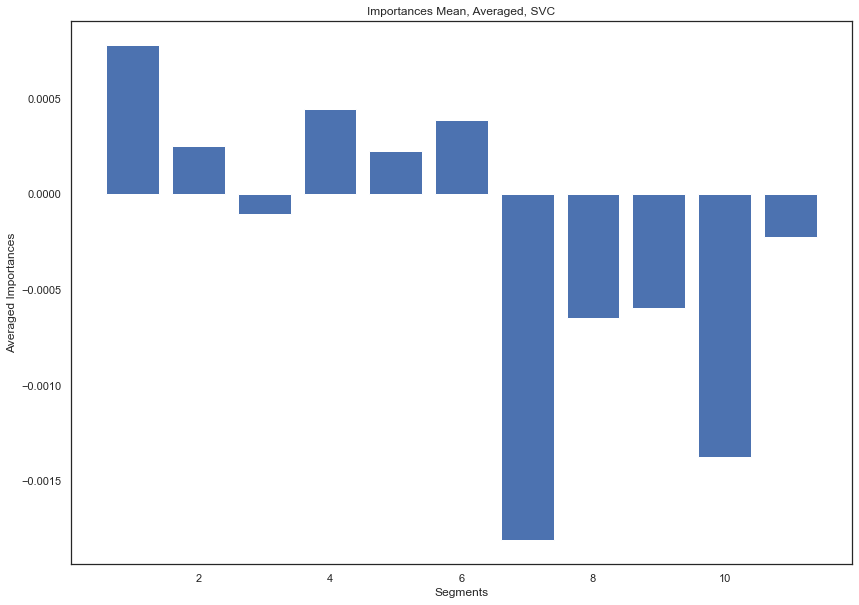 Importances Mean, Averaged, SVC
Averaged Importances
0.0005
0.0000
−0.0005
−0.0010
−0.0015
2 4 6 8 10
Segments